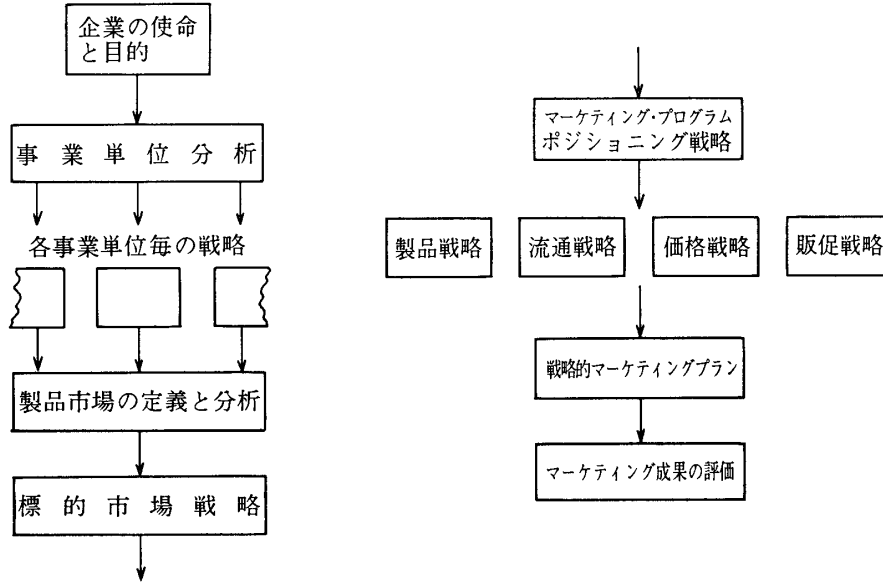 企業の使命
と目的
事業単位分析
各事業単位毎の戦略
製品市場の定義と分析
標的市場戦略
マーケティング・プログラム
ポジショニング戦略
製品戦略
流通戦略
価格戦略
販促戦略
戦略的マーケティングプラン
マーケティング成果の評価